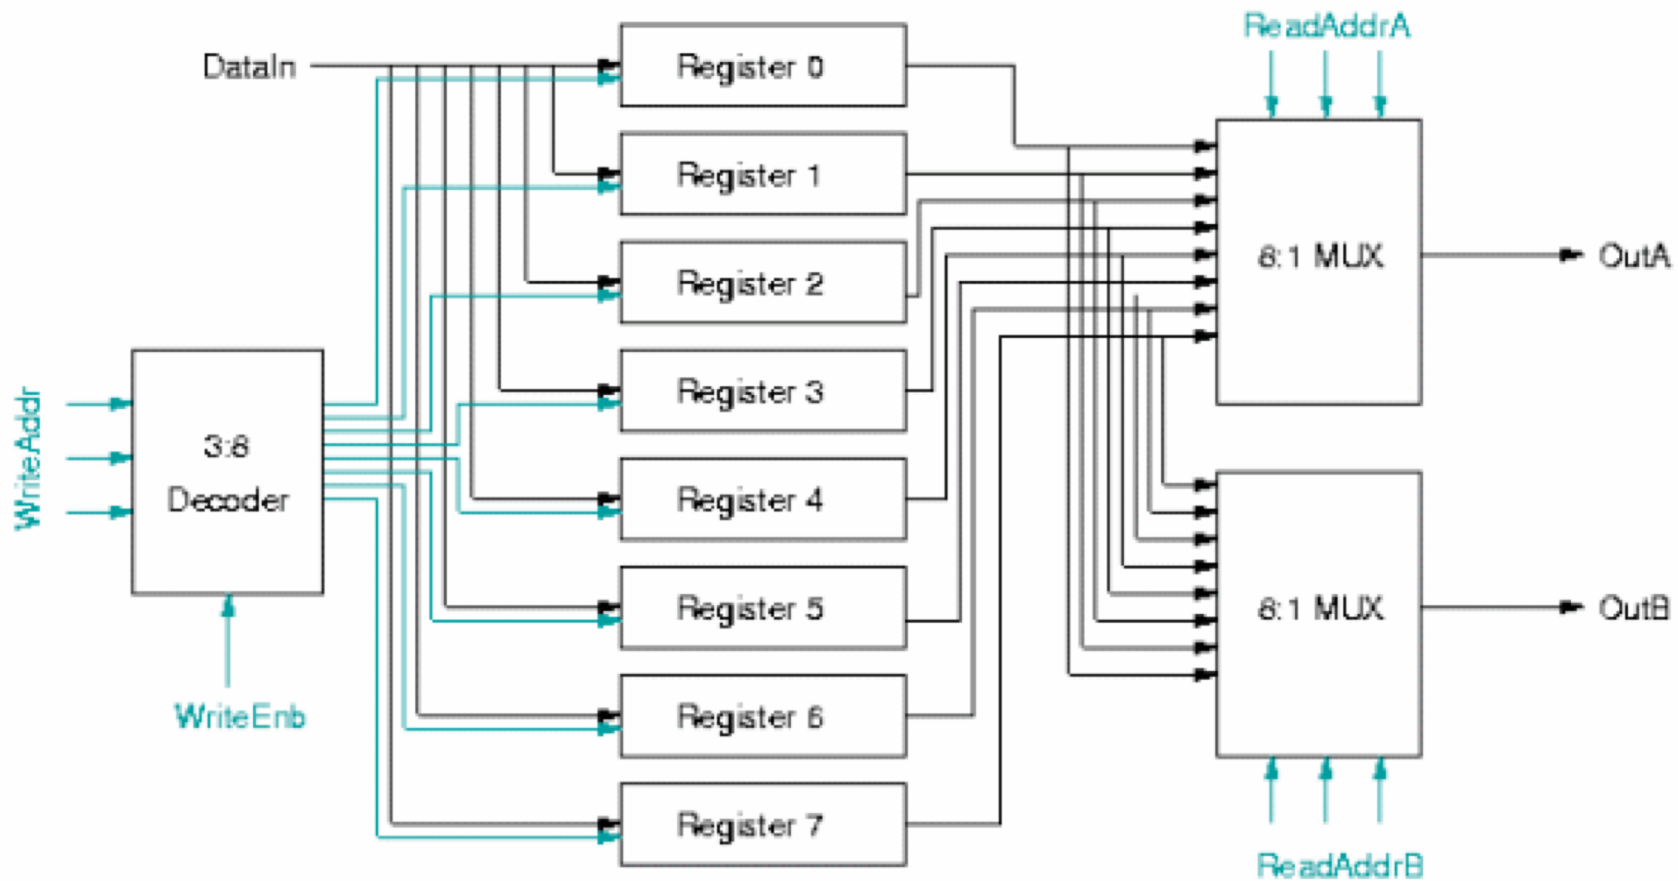 ReadAddrA
DataIn
Register 0
Register 1
Register 2
Register 3
Register 4
Register 5
Register 6
Register 7
8:1 MUX
OutA
WriteAddr
3:8
Decoder
WriteEnb
8:1 MUX
OutB
ReadAddrB